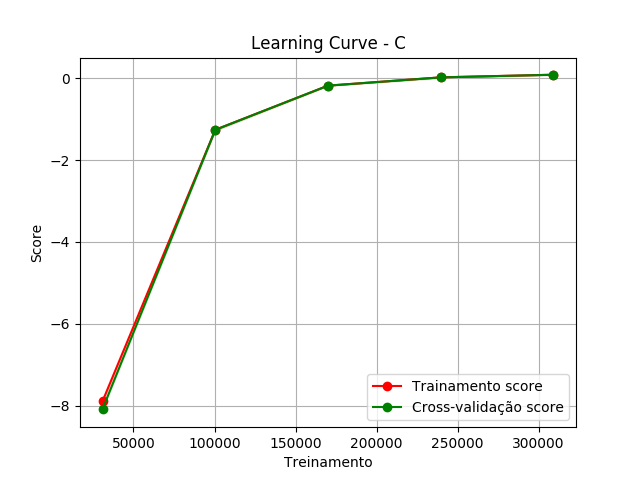 Learning Curve - C
0
−2
−4
−6
−8
Score
Trainamento score
Cross-validação score
50000 100000 150000 200000 250000 300000
Treinamento